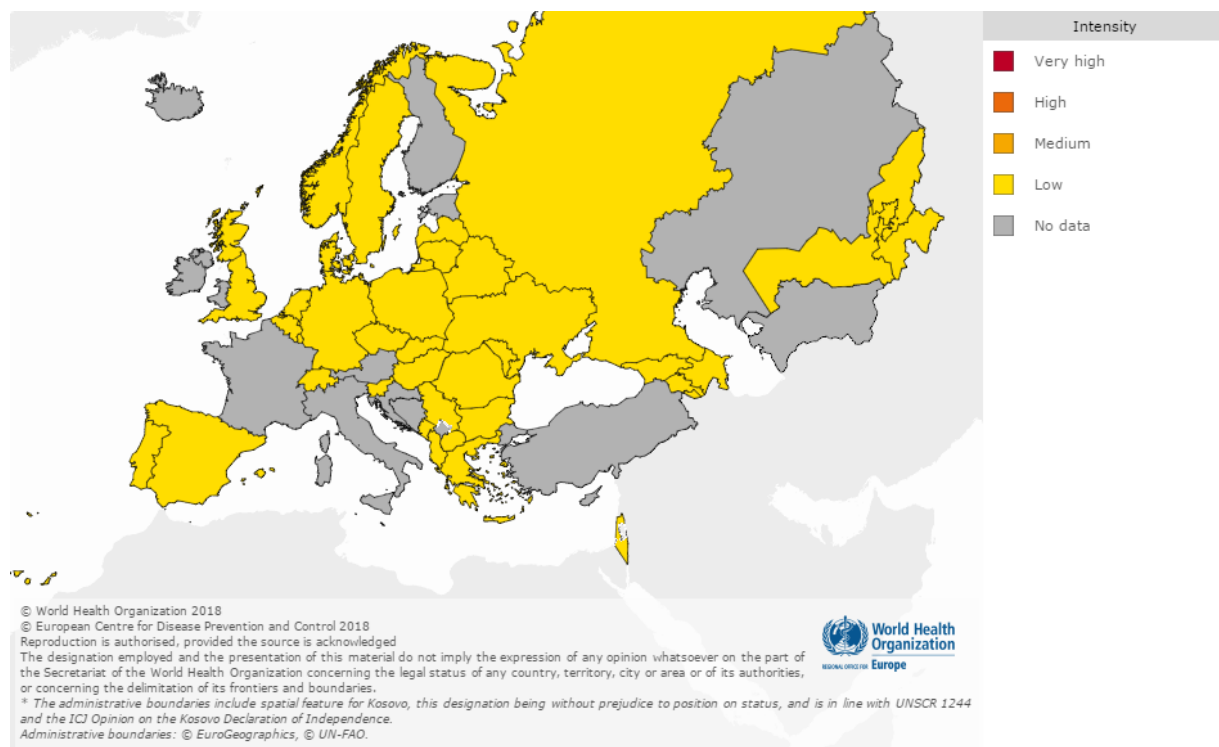 Intensity
Very high
High
Medium
Low
No data
© World Health Organization 2018
© European Centre for Disease Prevention and Control 2018
Reproduction is authorised, provided the source is acknowledged
The designation employed and the presentation of this material do not imply the expression of any opinion whatsoever on the part of
the Secretariat of the World Health Organization concerning the legal status of any country, territory, city or area or of its authorities,
or concerning the delimitation of its frontiers and boundaries.
* The administrative boundaries include spatial feature for Kosovo, this designation being without prejudice to position on status, and is in line with UNSCR 1244
and the ICJ Opinion on the Kosovo Declaration of Independence.
Administrative boundaries: © EuroGeographics, © UN-FAO.
World Health
Organization
REGIONAL OFFICE FOR Europe